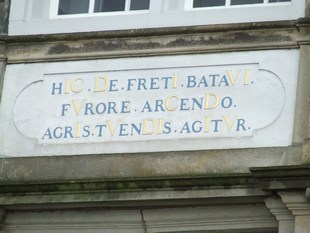 HIC.DE.FRETI.BATAVI.
FVRORE.ARCENDO.
AGRIS.TVENDIS.AGITVR.